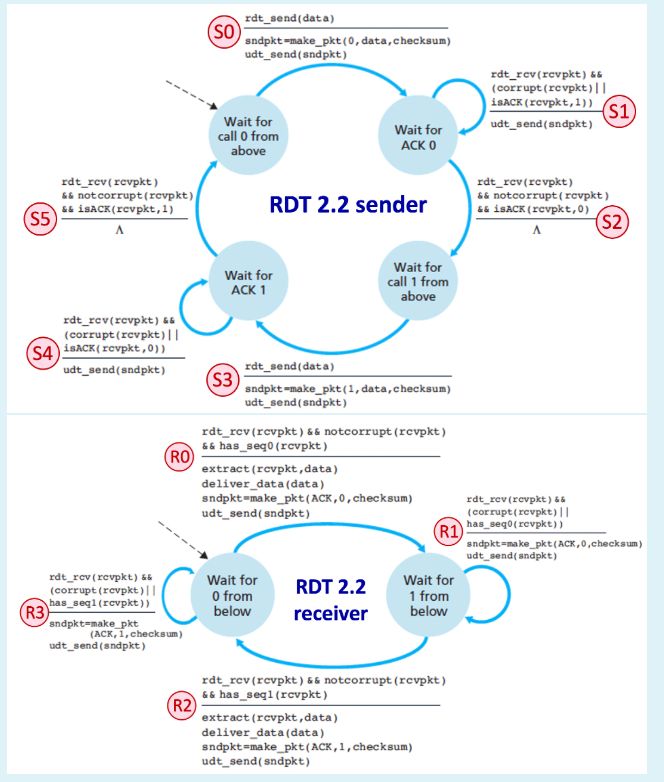 rdt_send(data)
S0
sndpkt=make_pkt(0,data,checksum)
udt_send(sndpkt)
Wait for
call 0 from
above
Wait for
ACK 0
rdt_rcv(rcvpkt) &&
(corrupt(rcvpkt)||
isACK(rcvpkt,1))
S1
udt_send(sndpkt)
rdt_rcv(rcvpkt)
&& notcorrupt(rcvpkt)
&& isACK(rcvpkt,1)
S5
Λ
RDT 2.2 sender
rdt_rcv(rcvpkt)
&& notcorrupt(rcvpkt)
&& isACK(rcvpkt,0)
S2
Λ
Wait for
ACK 1
Wait for
call 1 from
above
rdt_rcv(rcvpkt) &&
(corrupt(rcvpkt)||
isACK(rcvpkt,0))
S4
udt_send(sndpkt)
rdt_send(data)
S3
sndpkt=make_pkt(1,data,checksum)
udt_send(sndpkt)
rdt_rcv(rcvpkt) && notcorrupt(rcvpkt)
&& has_seq0(rcvpkt)
R0
extract(rcvpkt,data)
deliver_data(data)
sndpkt=make_pkt(ACK,0,checksum)
udt_send(sndpkt)
rdt_rcv(rcvpkt) &&
(corrupt(rcvpkt)||
has_seq0(rcvpkt))
R1
sndpkt=make_pkt(ACK,0,checksum)
udt_send(sndpkt)
rdt_rcv(rcvpkt) &&
(corrupt(rcvpkt)||
has_seq1(rcvpkt))
R3
sndpkt=make_pkt
(ACK,1,checksum)
udt_send(sndpkt)
Wait for
0 from
below
RDT 2.2
receiver
Wait for
1 from
below
rdt_rcv(rcvpkt) && notcorrupt(rcvpkt)
&& has_seq1(rcvpkt)
R2
extract(rcvpkt,data)
deliver_data(data)
sndpkt=make_pkt(ACK,1,checksum)
udt_send(sndpkt)